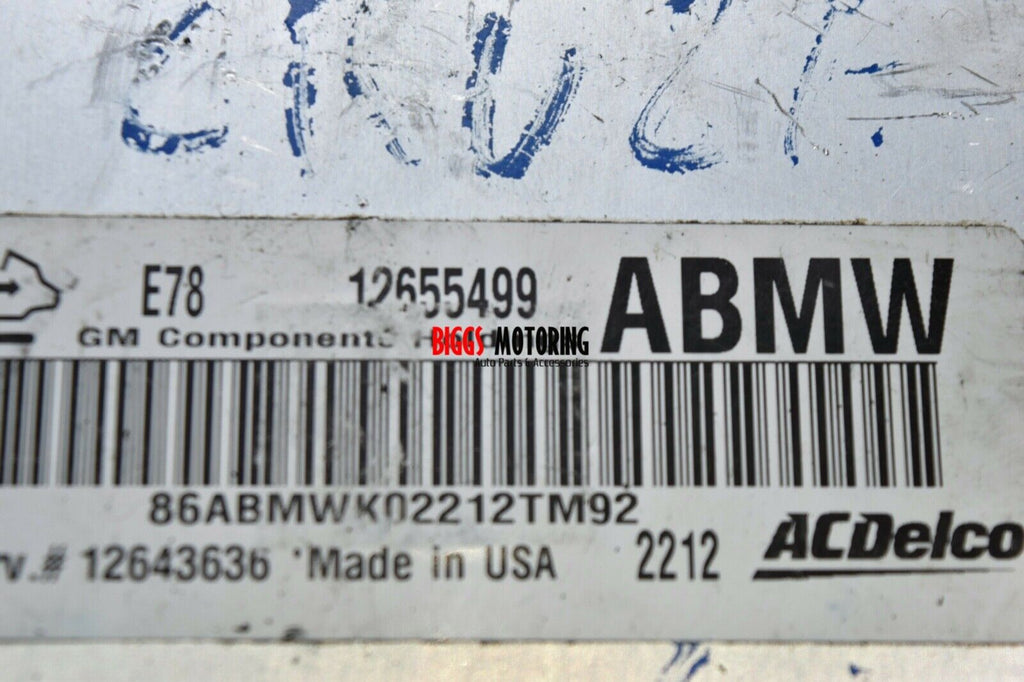 E78 12655499 ABMW
GM Components
BIGGS MOTORING
Auto Parts & Accessories
86ABMWK02212TM92
12643636 Made in USA 2212 ACDelco